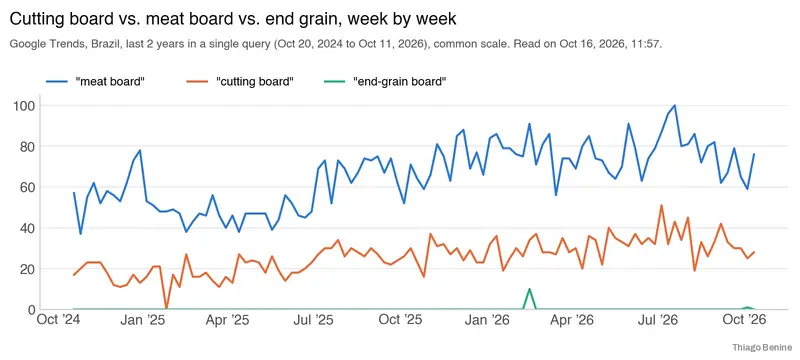 Cutting board vs. meat board vs. end grain, week by week
Google Trends, Brazil, last 2 years in a single query (Oct 20, 2024 to Oct 11, 2026), common scale. Read on Oct 16, 2026, 11:57.
"meat board" "cutting board" "end-grain board"
100
80
60
40
20
0
Oct '24 Jan '25 Apr '25 Jul '25 Oct '25 Jan '26 Apr '26 Jul '26 Oct '26
Thiago Benine